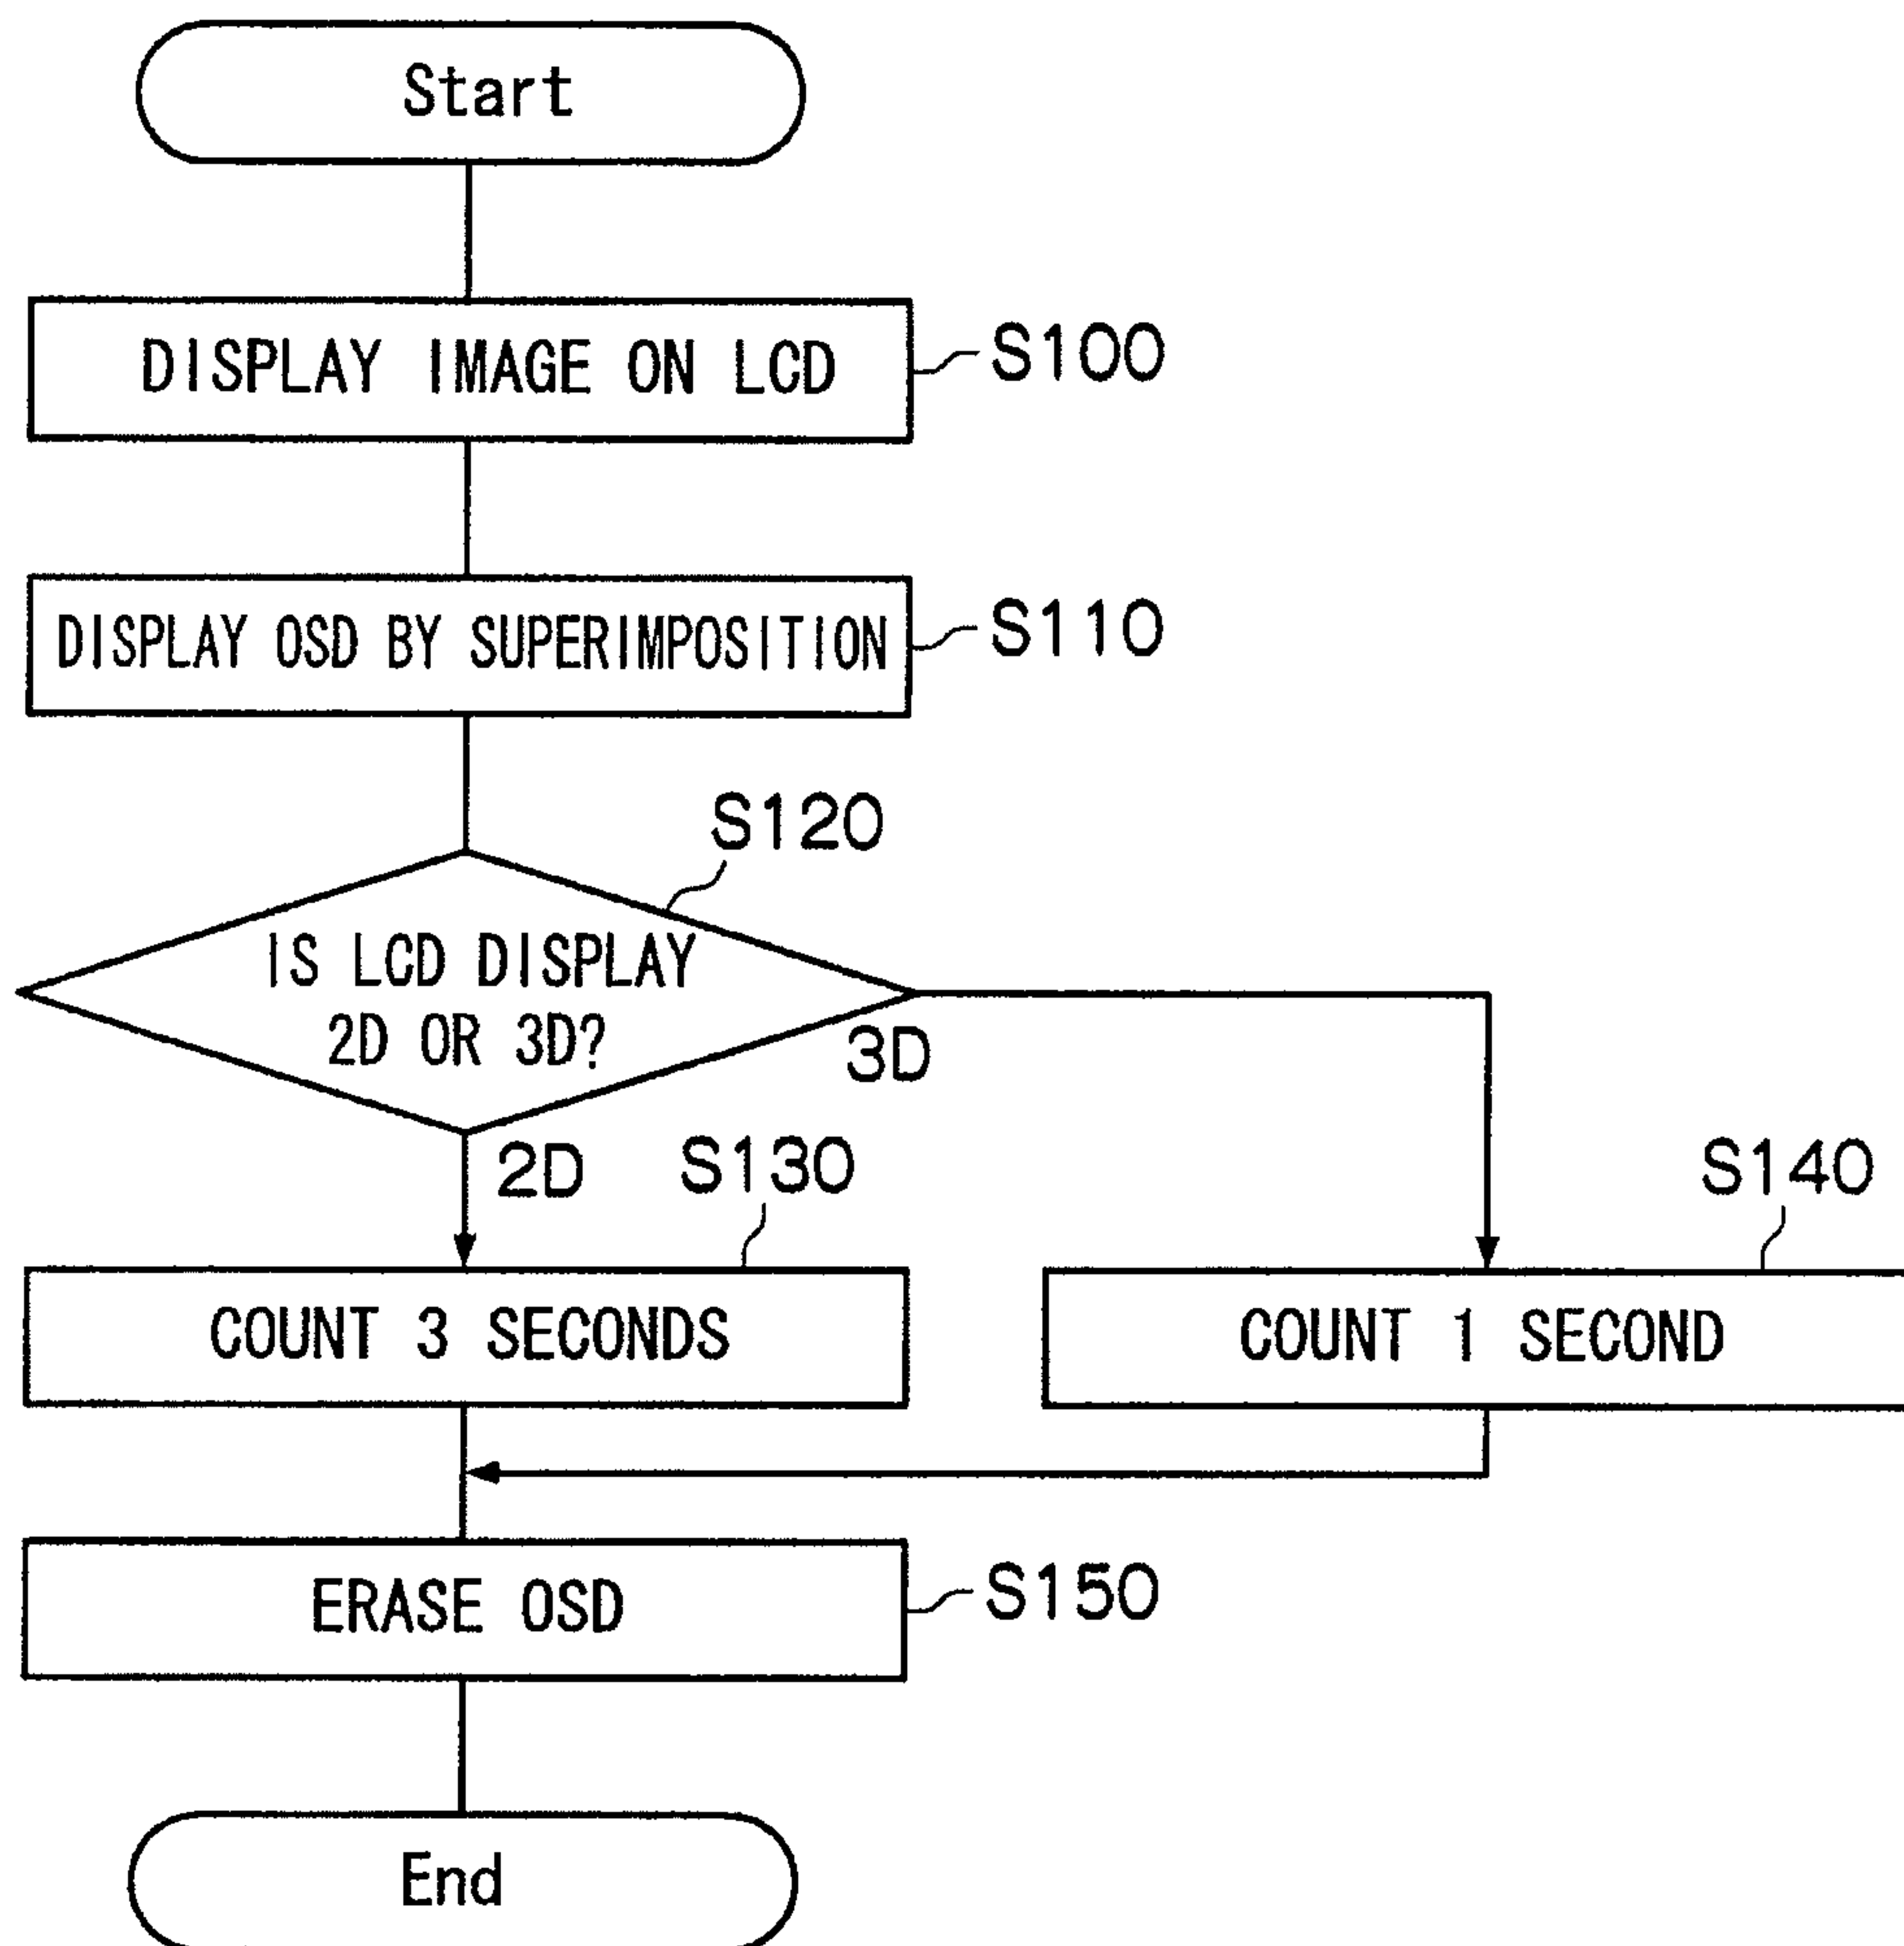 Start
DISPLAY IMAGE ON LCD
S100
DISPLAY OSD BY SUPERIMPOSITION
S110
S120
IS LCD DISPLAY
2D OR 3D?
3D
2D
S130
S140
COUNT 3 SECONDS
COUNT 1 SECOND
ERASE OSD
S150
End